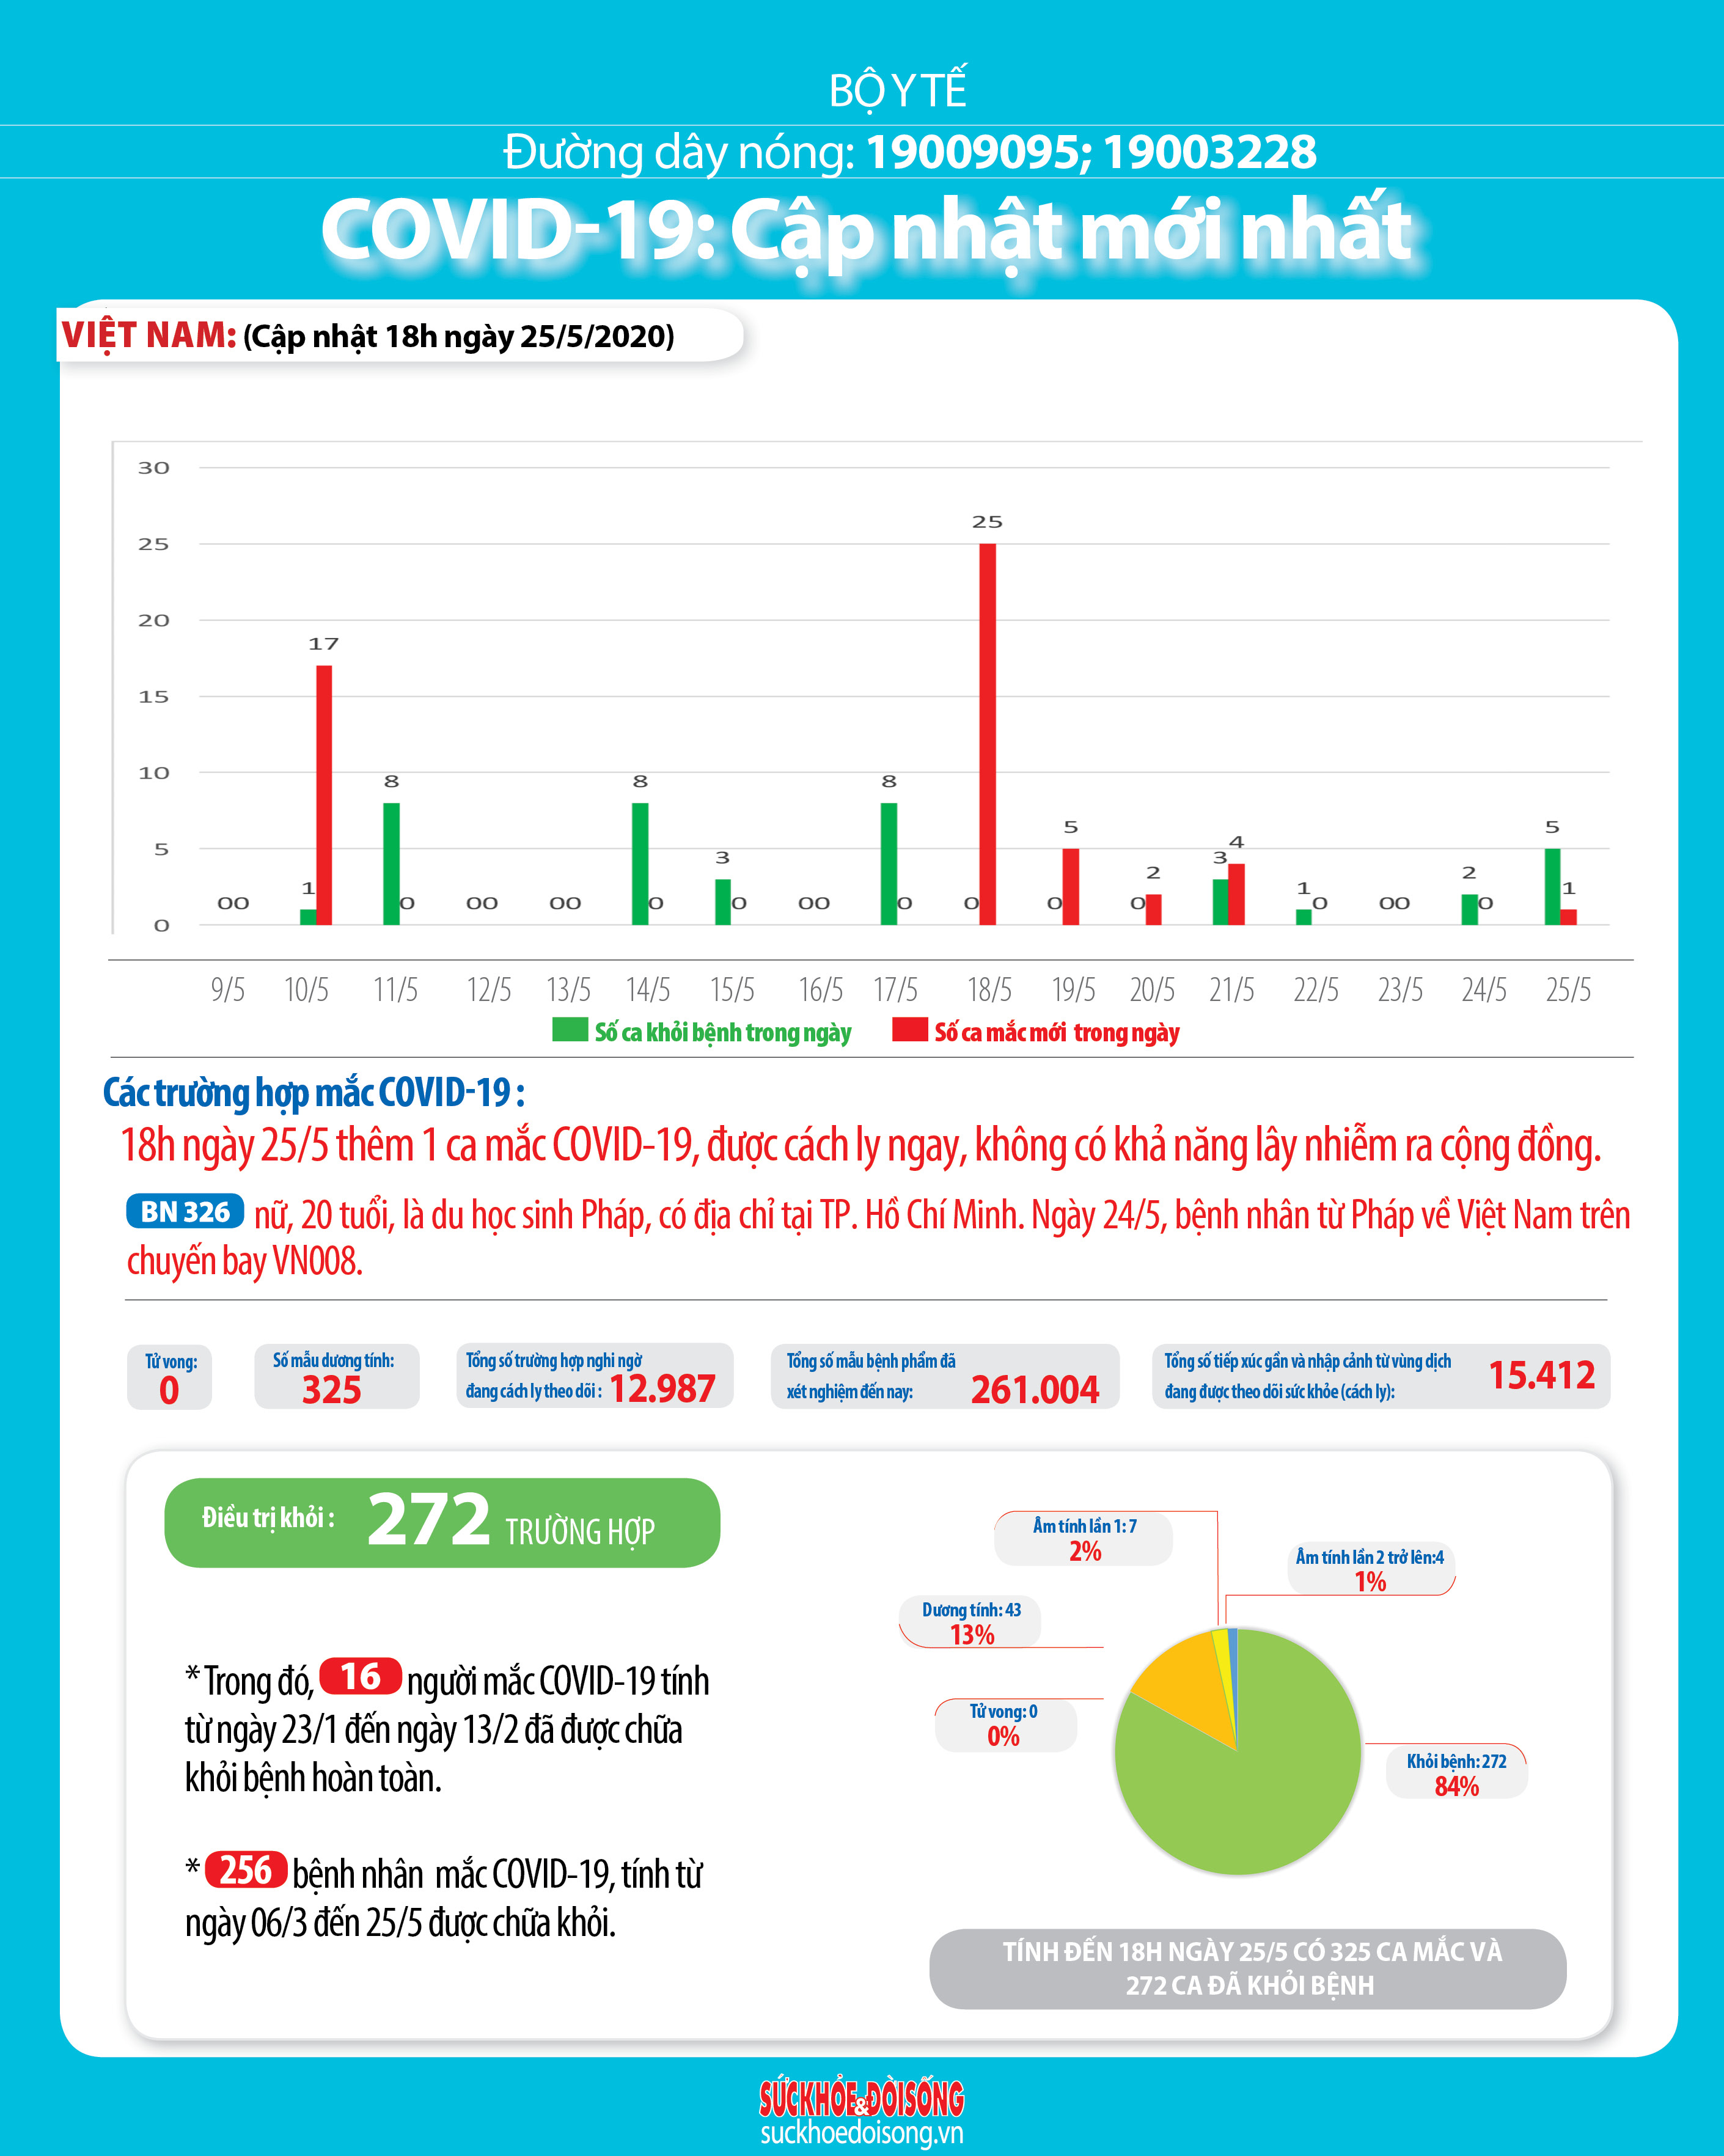 BỘ Y TẾ
Đường dây nóng: 19009095; 19003228
COVID-19: Cập nhật mới nhất
VIỆT NAM: (Cập nhật 18h ngày 25/5/2020)
30
25
20
15
10
5
0
0 0
1 17
8 0
0 0
0 0
8 0
3 0
0 0
8 0
0 25
0 5
0 2
3 4
1 0
0 0
2 0
5 1
9/5 10/5 11/5 12/5 13/5 14/5 15/5 16/5 17/5 18/5 19/5 20/5 21/5 22/5 23/5 24/5 25/5
Số ca khỏi bệnh trong ngày Số ca mắc mới trong ngày
Các trường hợp mắc COVID-19 :
18h ngày 25/5 thêm 1 ca mắc COVID-19, được cách ly ngay, không có khả năng lây nhiễm ra cộng đồng.
BN 326 nữ, 20 tuổi, là du học sinh Pháp, có địa chỉ tại TP. Hồ Chí Minh. Ngày 24/5, bệnh nhân từ Pháp về Việt Nam trên
chuyến bay VN008.
Tử vong:
0
Số mẫu dương tính:
325
Tổng số trường hợp nghi ngờ
đang cách ly theo dõi : 12.987
Tổng số mẫu bệnh phẩm đã
xét nghiệm đến nay: 261.004
Tổng số tiếp xúc gần và nhập cảnh từ vùng dịch
đang được theo dõi sức khỏe (cách ly): 15.412
Điều trị khỏi : 272 TRƯỜNG HỢP
* Trong đó, 16 người mắc COVID-19 tính
từ ngày 23/1 đến ngày 13/2 đã được chữa
khỏi bệnh hoàn toàn.
* 256 bệnh nhân mắc COVID-19, tính từ
ngày 06/3 đến 25/5 được chữa khỏi.
Âm tính lần 1: 7
2%
Âm tính lần 2 trở lên:4
1%
Dương tính: 43
13%
Tử vong: 0
0%
Khỏi bệnh: 272
84%
TÍNH ĐẾN 18H NGÀY 25/5 CÓ 325 CA MẮC VÀ
272 CA ĐÃ KHỎI BỆNH
SỨC KHỎE & ĐỜI SỐNG
suckhoedoisong.vn